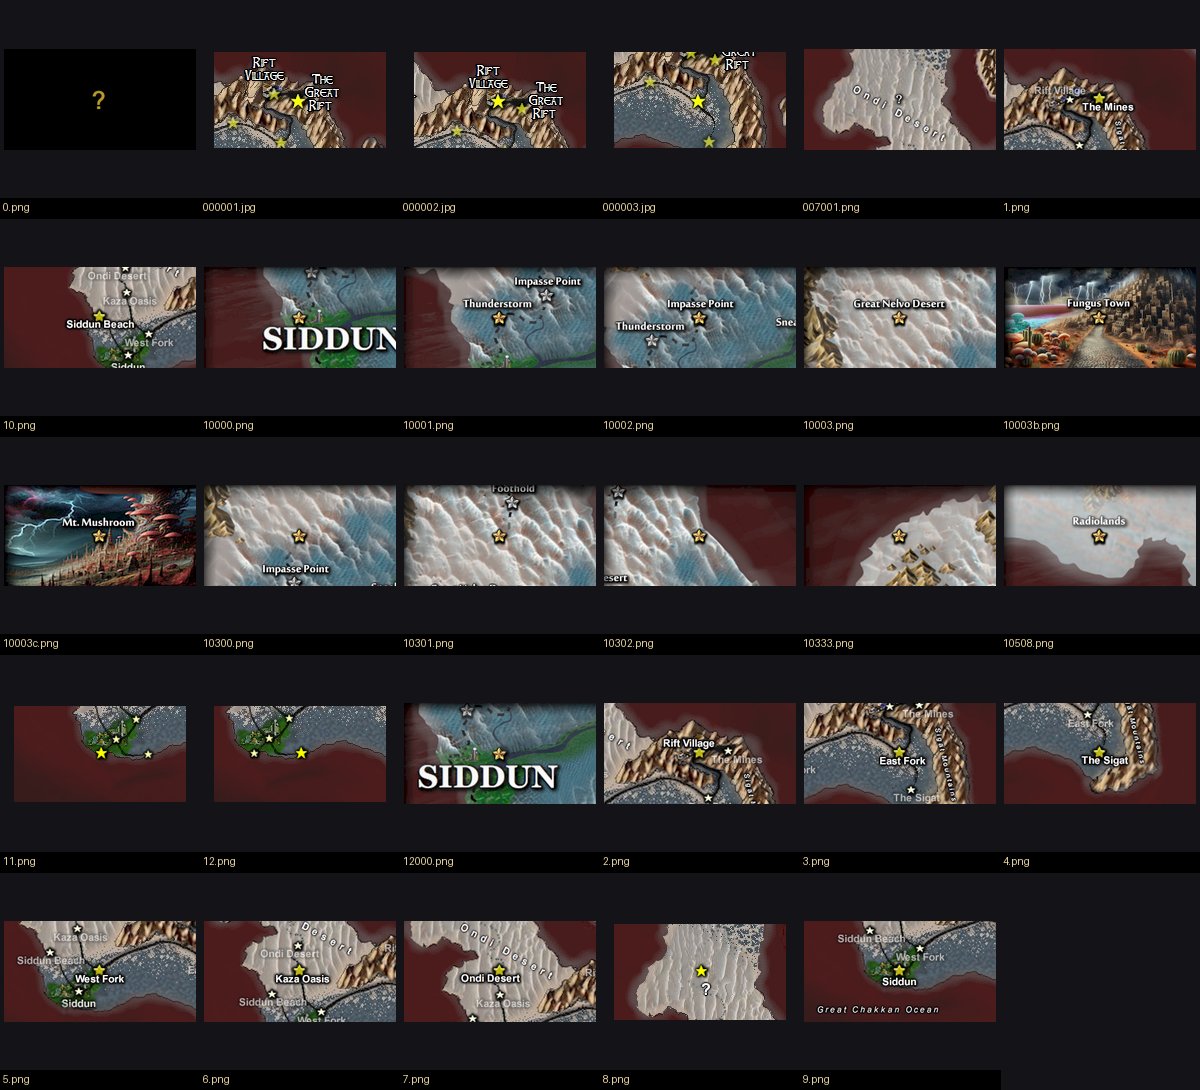 ?
RIFT
VILLAGE
THE
GREAT
RIFT
RIFT
VILLAGE
THE
GREAT
RIFT
GREAT
RIFT
?
Ondi Desert
Rift Village
The Mines
0.png
000001.jpg
000002.jpg
000003.jpg
007001.png
1.png
Ondi Desert
Kaza Oasis
Siddun Beach
West Fork
Siddun
SIDDUN
Impasse Point
Thunderstorm
Impasse Point
Thunderstorm
Great Nelvo Desert
Fungus Town
10.png
10000.png
10001.png
10002.png
10003.png
10003b.png
Mt. Mushroom
Impasse Point
Foothold
Radiolands
10003c.png
10300.png
10301.png
10302.png
10333.png
10508.png
SIDDUN
Rift Village
The Mines
The Mines
East Fork
The Sigat
Sigat Mountains
East Fork
The Sigat
11.png
12.png
12000.png
2.png
3.png
4.png
Kaza Oasis
Siddun Beach
West Fork
Siddun
Desert
Ondi Desert
Kaza Oasis
Siddun Beach
West Fork
Ondi Desert
Ondi Desert
Kaza Oasis
?
Siddun Beach
West Fork
Siddun
Great Chakkan Ocean
5.png
6.png
7.png
8.png
9.png